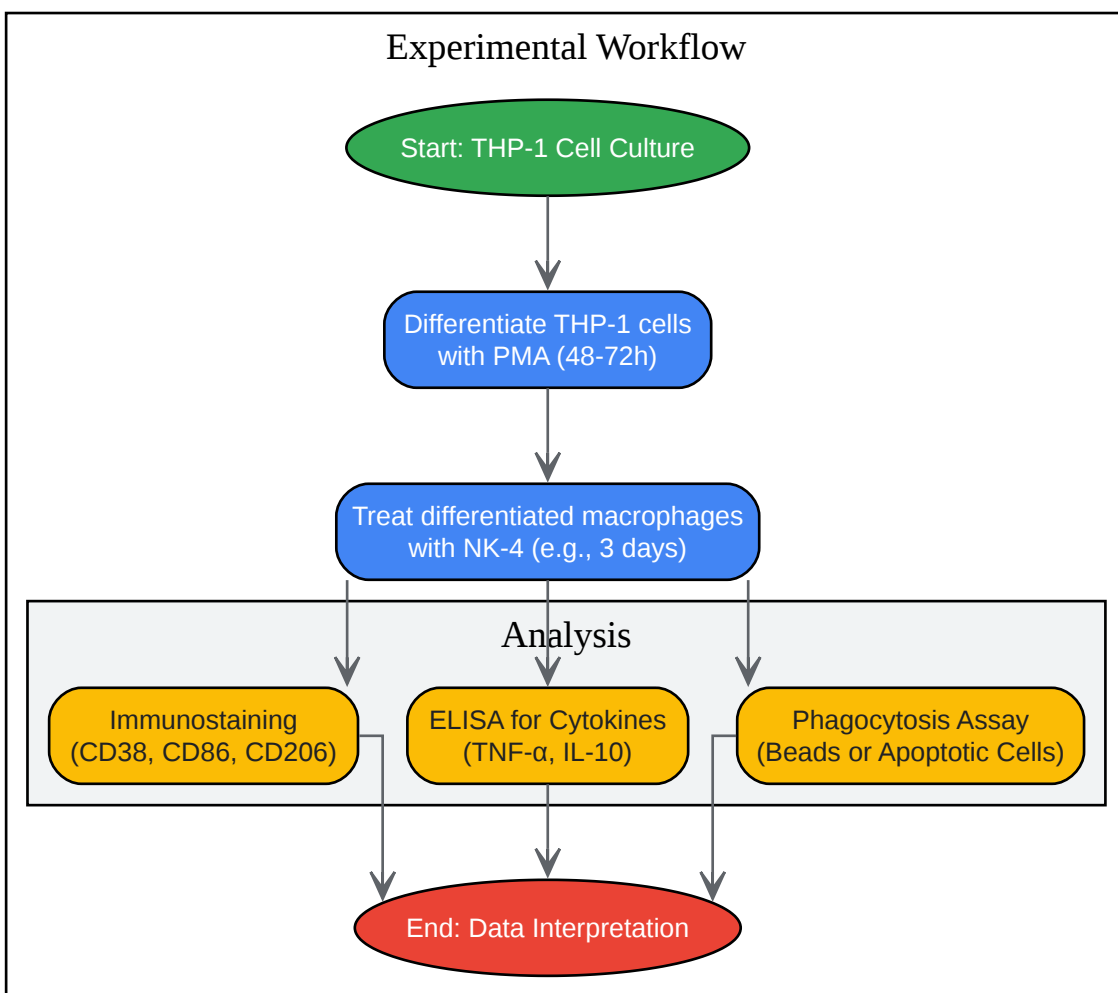 Experimental Workflow
Start: THP-1 Cell Culture
Differentiate THP-1 cells
with PMA (48-72h)
Treat differentiated macrophages
with NK-4 (e.g., 3 days)
Analysis
Immunostaining
(CD38, CD86, CD206)
ELISA for Cytokines
(TNF-α, IL-10)
Phagocytosis Assay
(Beads or Apoptotic Cells)
End: Data Interpretation